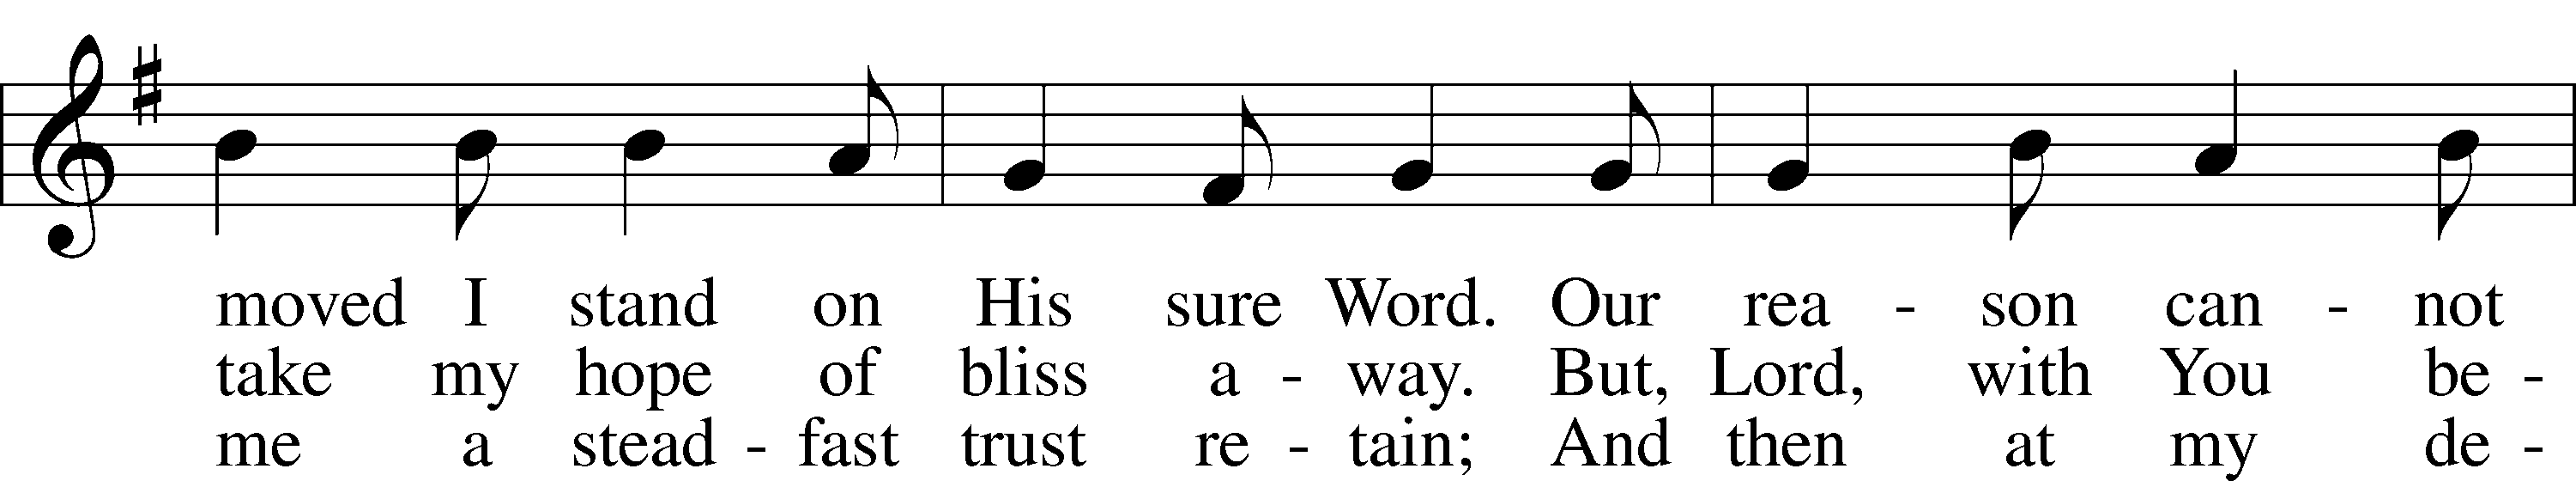 moved I stand on His sure Word. Our rea - son can - not
take my hope of bliss a - way. But, Lord, with You be -
me a stead - fast trust re - tain; And then at my de -